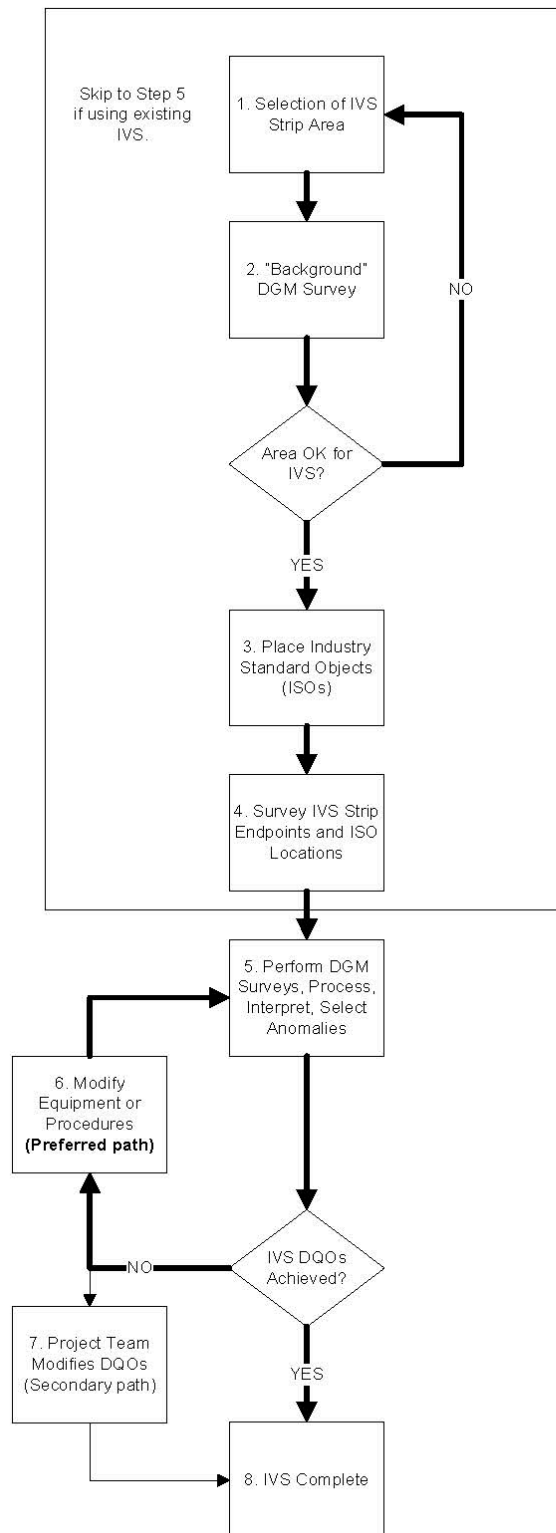 Skip to Step 5
if using existing
IVS.
1. Selection of IVS
Strip Area
2. "Background"
DGM Survey
NO
Area OK for
IVS?
YES
3. Place Industry
Standard Objects
(ISOs)
4. Survey IVS Strip
Endpoints and ISO
Locations
5. Perform DGM
Surveys, Process,
Interpret, Select
Anomalies
6. Modify
Equipment or
Procedures
(Preferred path)
IVS DQOs
Achieved?
NO
7. Project Team
Modifies DQOs
(Secondary path)
YES
8. IVS Complete